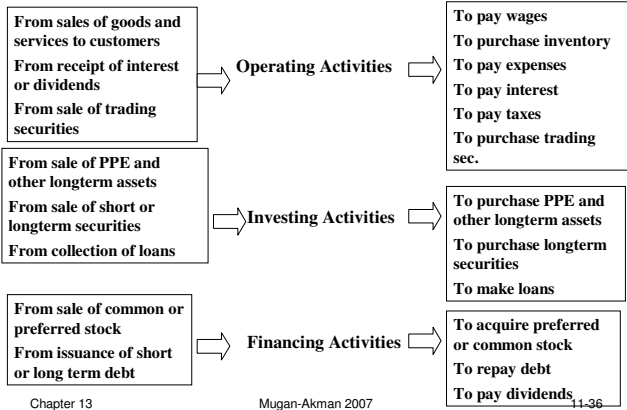 From sales of goods and
services to customers
From receipt of interest
or dividends
From sale of trading
securities
Operating Activities
To pay wages
To purchase inventory
To pay expenses
To pay interest
To pay taxes
To purchase trading
sec.
From sale of PPE and
other longterm assets
From sale of short or
longterm securities
From collection of loans
Investing Activities
To purchase PPE and
other longterm assets
To purchase longterm
securities
To make loans
From sale of common or
preferred stock
From issuance of short
or long term debt
Financing Activities
To acquire preferred
or common stock
To repay debt
To pay dividends
Chapter 13
Mugan-Akman 2007
11-36